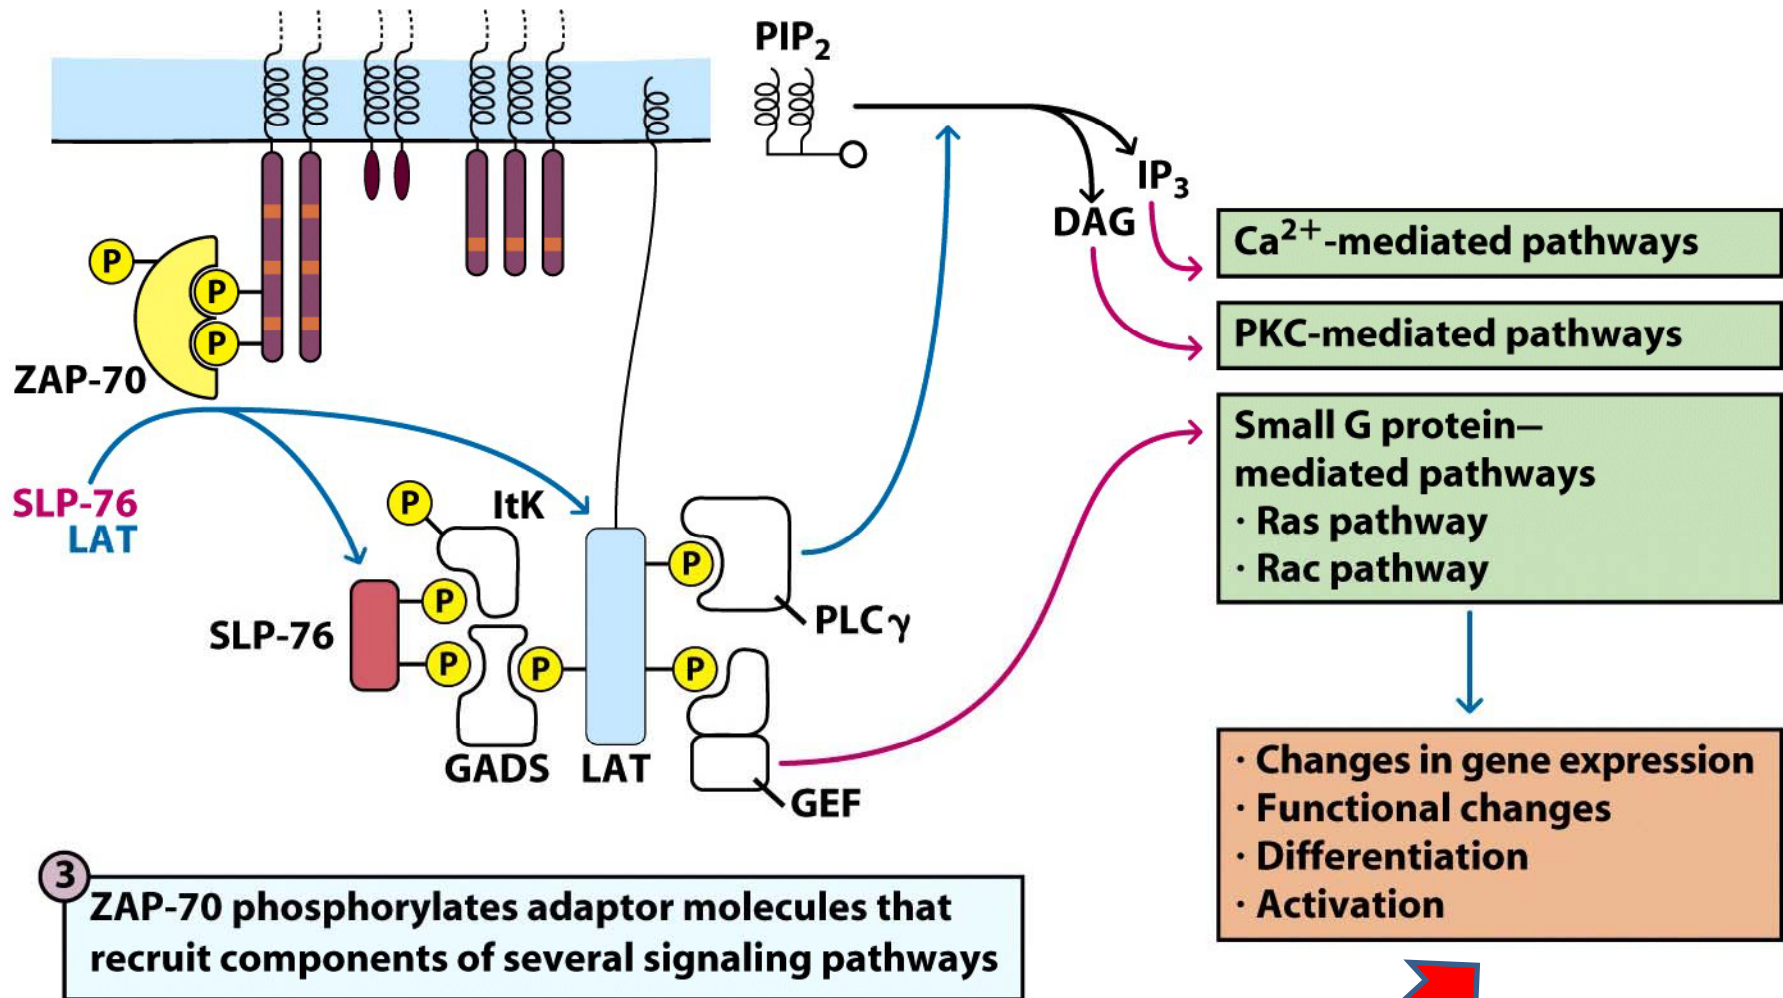 PIP2
IP3
DAG
Ca2+-mediated pathways
PKC-mediated pathways
Small G protein–
mediated pathways
· Ras pathway
· Rac pathway
P
P
P
ZAP-70
SLP-76
LAT
P
ItK
P
P
SLP-76
P
P
P
PLCγ
P
GADS
LAT
GEF
· Changes in gene expression
· Functional changes
· Differentiation
· Activation
3
ZAP-70 phosphorylates adaptor molecules that
recruit components of several signaling pathways